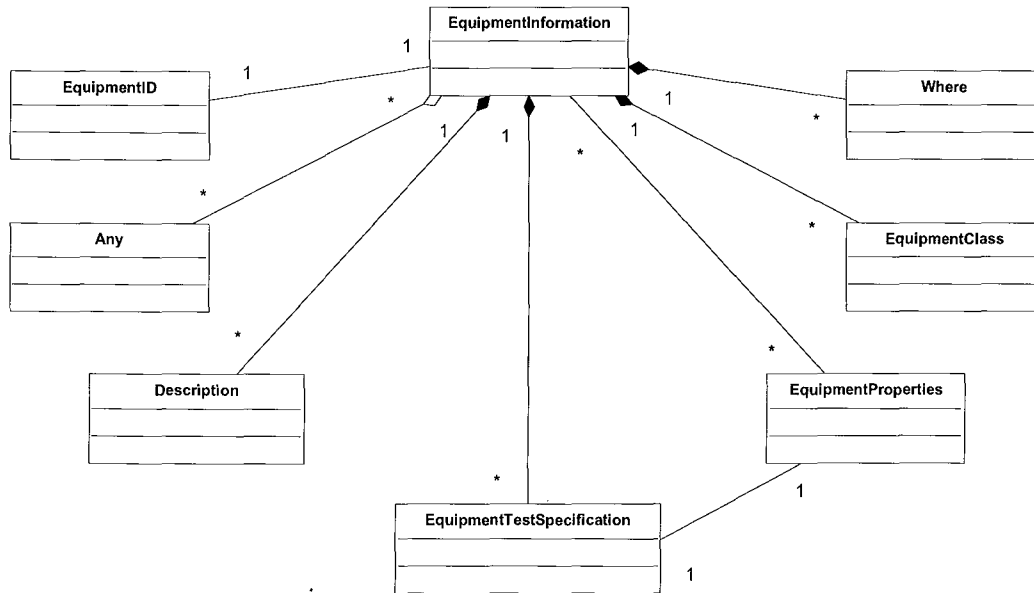 EquipmentInformation
1
1
EquipmentID
Where
*
1
1
1
1
*
*
*
*
Any
EquipmentClass
*
*
Description
EquipmentProperties
*
1
EquipmentTestSpecification
1